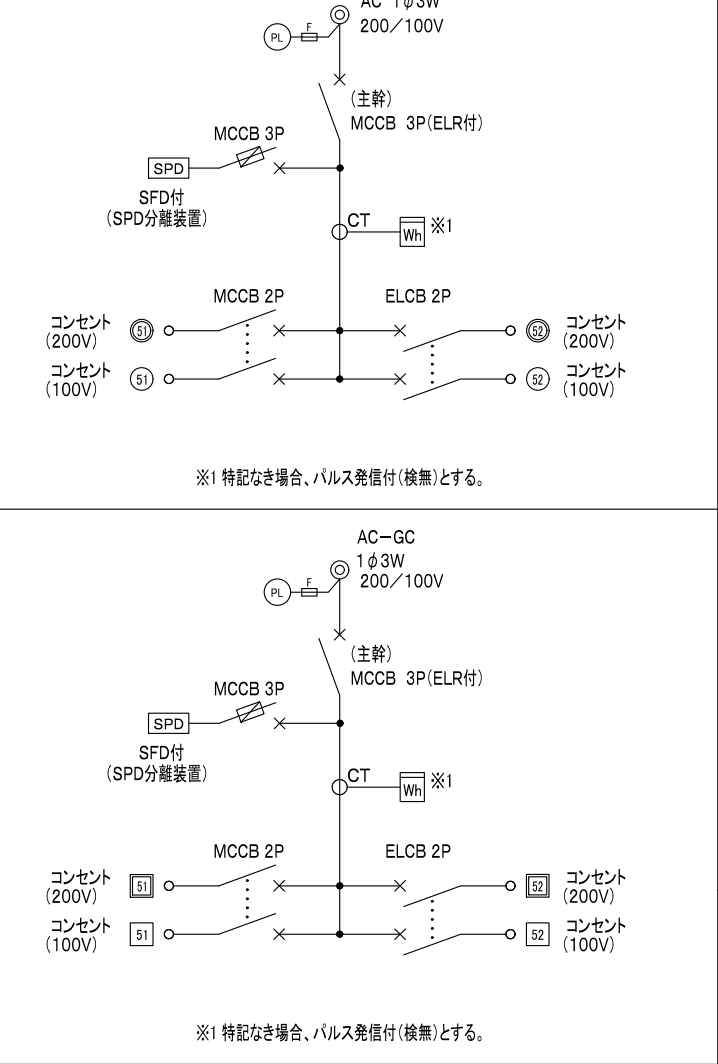 AC 1φ3W
200／100V
PL
F
(主幹)
MCCB 3P(ELR付)
MCCB 3P
SPD
SFD付
(SPD分離装置)
CT
Wh
※1
MCCB 2P
ELCB 2P
コンセント
(200V)
51
52
コンセント
(200V)
コンセント
(100V)
51
52
コンセント
(100V)
※1 特記なき場合、パルス発信付(検無)とする。
AC－GC
1φ3W
200／100V
PL
F
(主幹)
MCCB 3P(ELR付)
MCCB 3P
SPD
SFD付
(SPD分離装置)
CT
Wh
※1
MCCB 2P
ELCB 2P
コンセント
(200V)
51
52
コンセント
(200V)
コンセント
(100V)
51
52
コンセント
(100V)
※1 特記なき場合、パルス発信付(検無)とする。